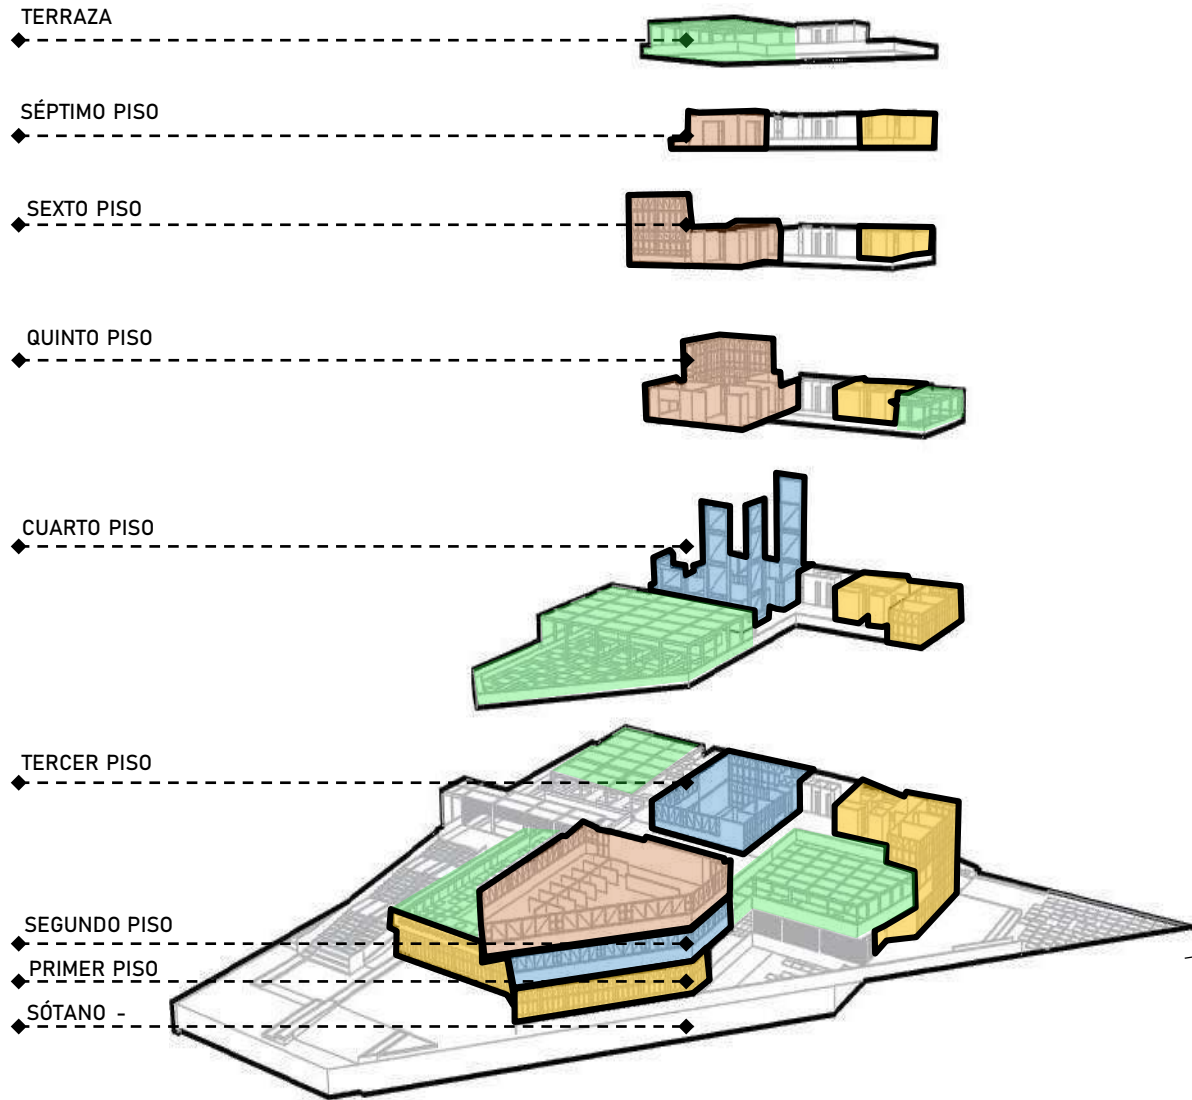 TERRAZA
SÉPTIMO PISO
SEXTO PISO
QUINTO PISO
CUARTO PISO
TERCER PISO
SEGUNDO PISO
PRIMER PISO
SÓTANO -